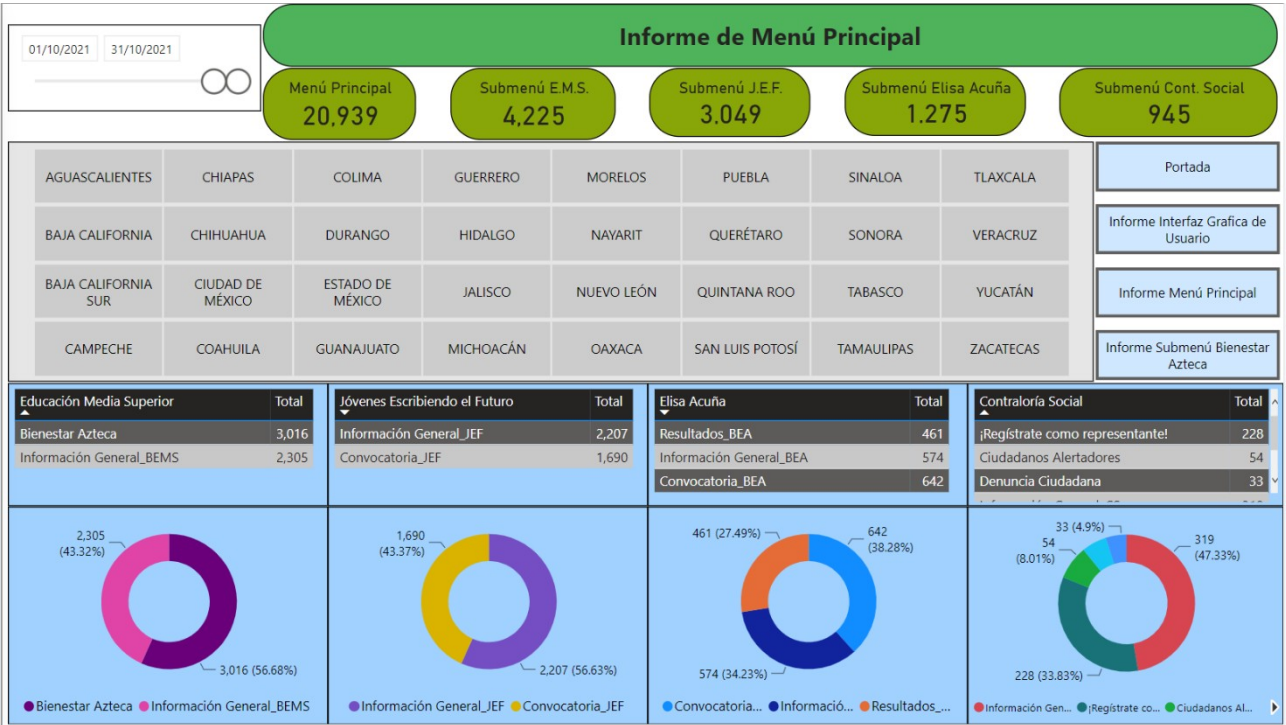 01/10/2021 31/10/2021
Informe de Menú Principal
Menú Principal
20,939
Submenú E.M.S.
4,225
Submenú J.E.F.
3,049
Submenú Elisa Acuña
1,275
Submenú Cont. Social
945
AGUASCALIENTES CHIAPAS COLIMA GUERRERO MORELOS PUEBLA SINALOA TLAXCALA
BAJA CALIFORNIA CHIHUAHUA DURANGO HIDALGO NAYARIT QUERÉTARO SONORA VERACRUZ
BAJA CALIFORNIA SUR CIUDAD DE MÉXICO ESTADO DE MÉXICO JALISCO NUEVO LEÓN QUINTANA ROO TABASCO YUCATÁN
CAMPECHE COAHUILA GUANAJUATO MICHOACÁN OAXACA SAN LUIS POTOSÍ TAMAULIPAS ZACATECAS
Portada
Informe Interfaz Grafica de
Usuario
Informe Menú Principal
Informe Submenú Bienestar
Azteca
Educación Media Superior Total
Bienestar Azteca 3,016
Información General_BEMS 2,305
Jóvenes Escribiendo el Futuro Total
Información General_JEF 2,207
Convocatoria_JEF 1,690
Elisa Acuña Total
Resultados_BEA 461
Información General_BEA 574
Convocatoria_BEA 642
Contraloría Social Total
¡Regístrate como representante! 228
Ciudadanos Alertadores 54
Denuncia Ciudadana 33
2,305
(43.32%)
3,016 (56.68%)
Bienestar Azteca Información General_BEMS
1,690
(43.37%)
2,207 (56.63%)
Información General_JEF Convocatoria_JEF
461 (27.49%)
642
(38.28%)
574 (34.23%)
Convocatoria... Informació... Resultados_...
33 (4.9%)
54
(8.01%)
319
(47.33%)
228 (33.83%)
Información Gen... ¡Regístrate co... Ciudadanos Al...